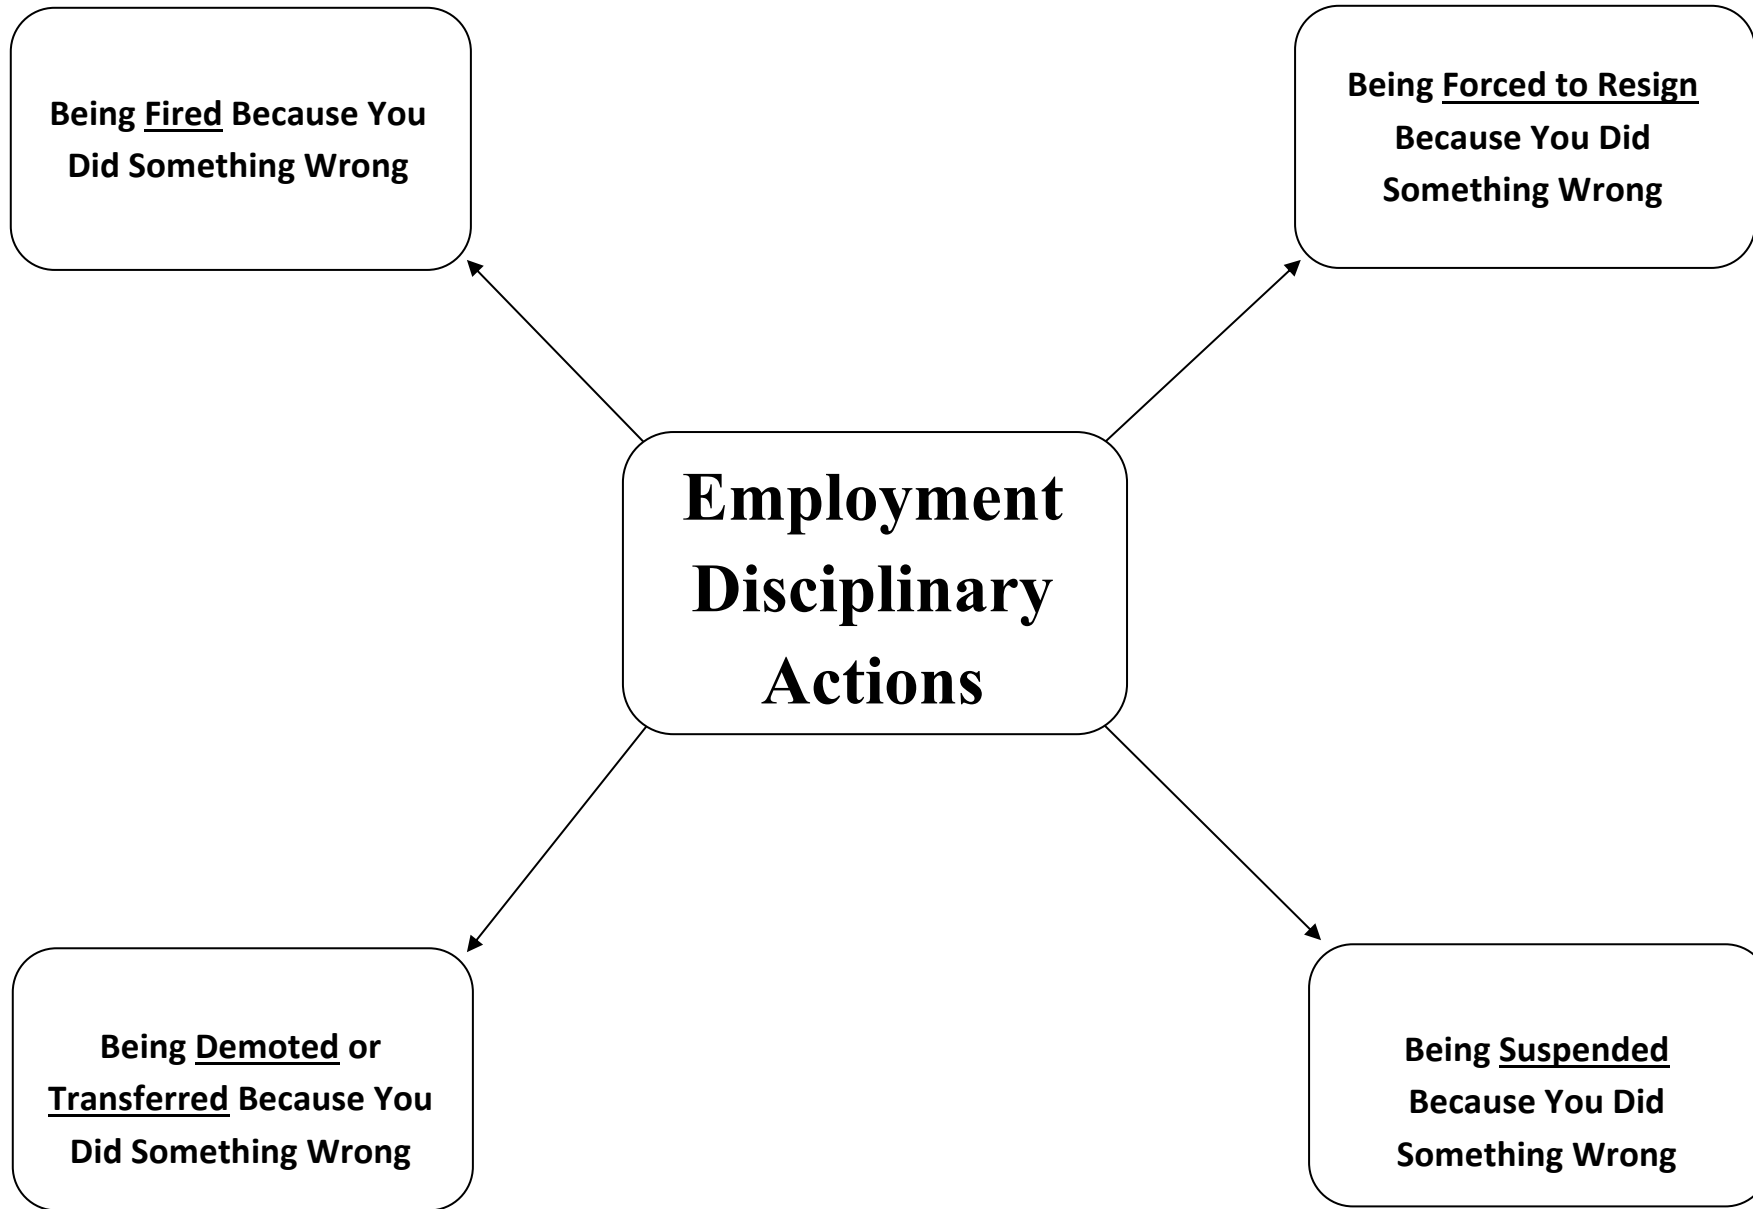 Being Fired Because You
Did Something Wrong
Being Forced to Resign
Because You Did
Something Wrong
Employment
Disciplinary
Actions
Being Demoted or
Transferred Because You
Did Something Wrong
Being Suspended
Because You Did
Something Wrong